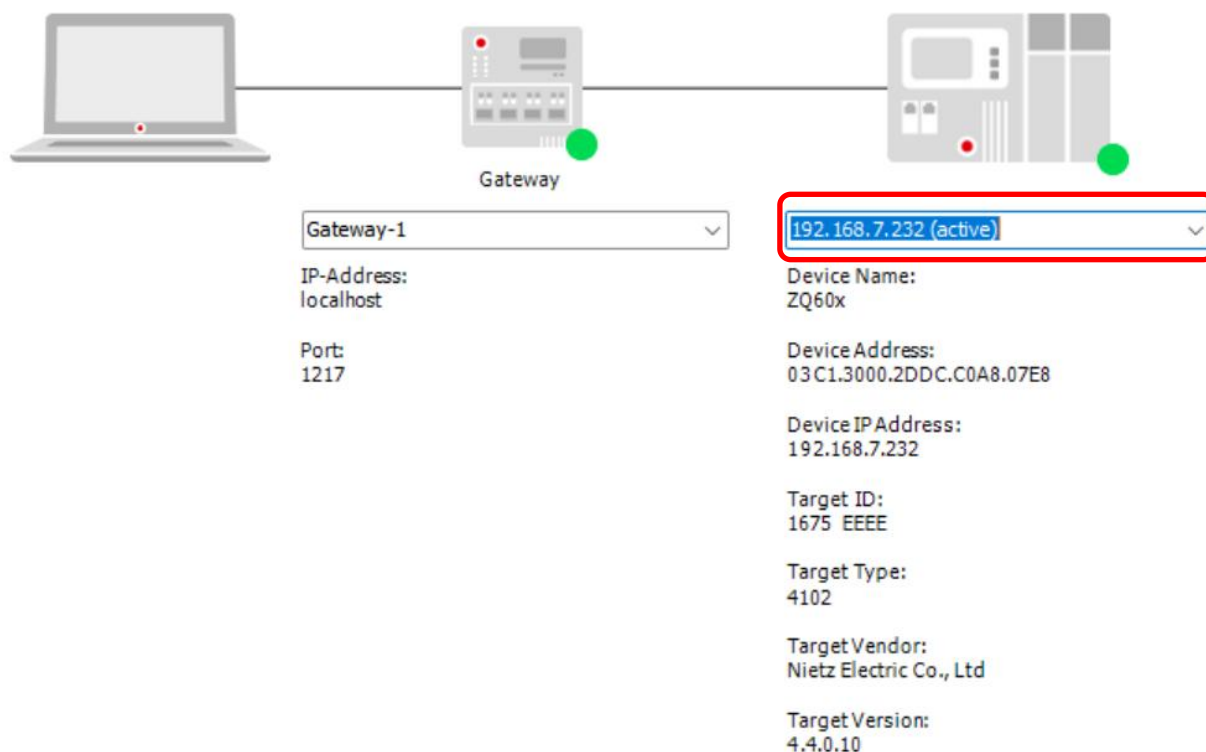 Gateway
Gateway-1
IP-Address:
localhost
Port:
1217
192.168.7.232 (active)
Device Name:
ZQ60x
Device Address:
03C1.3000.2DDC.C0A8.07E8
Device IP Address:
192.168.7.232
Target ID:
1675 EEEE
Target Type:
4102
Target Vendor:
Nietz Electric Co., Ltd
Target Version:
4.4.0.10